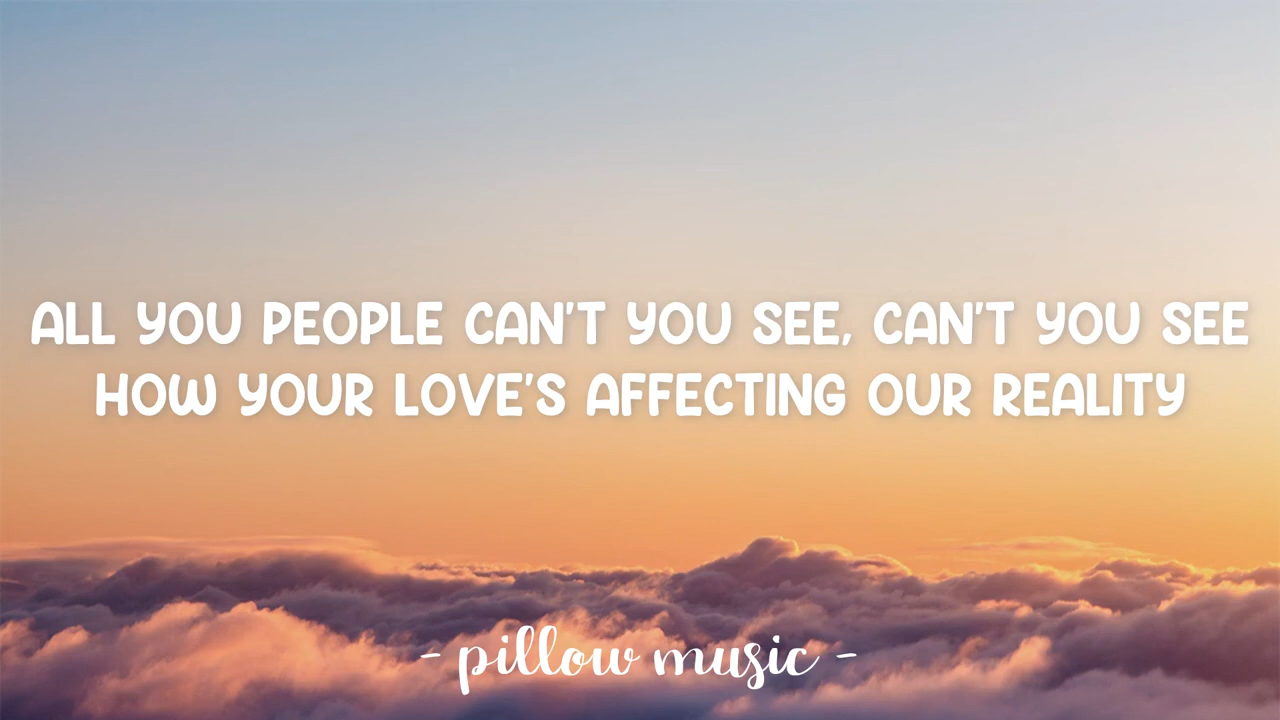 ALL YOU PEOPLE CAN'T YOU SEE, CAN'T YOU SEE
HOW YOUR LOVE'S AFFECTING OUR REALITY
- pillow music -